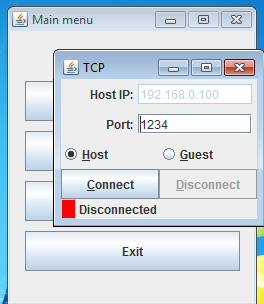 Main menu
TCP
Host IP: 192.168.0.100
Port: 1234
Host Guest
Connect Disconnect
Disconnected
Exit